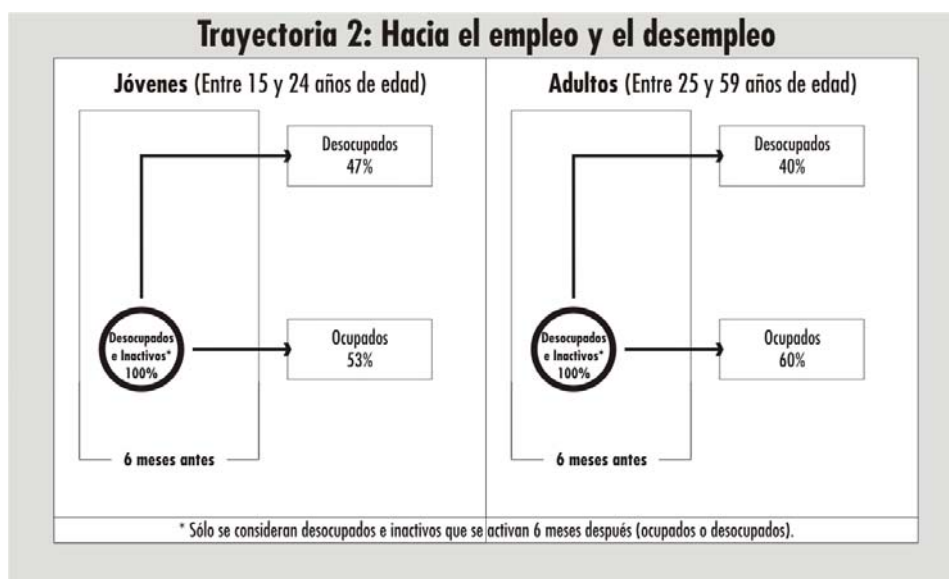 Trayectoria 2: Hacia el empleo y el desempleo
Jóvenes (Entre 15 y 24 años de edad)
Desocupados
47%
Desocupados
e Inactivos*
100%
Ocupados
53%
6 meses antes
Adultos (Entre 25 y 59 años de edad)
Desocupados
40%
Desocupados
e Inactivos*
100%
Ocupados
60%
6 meses antes
* Sólo se consideran desocupados e inactivos que se activan 6 meses después (ocupados o desocupados).